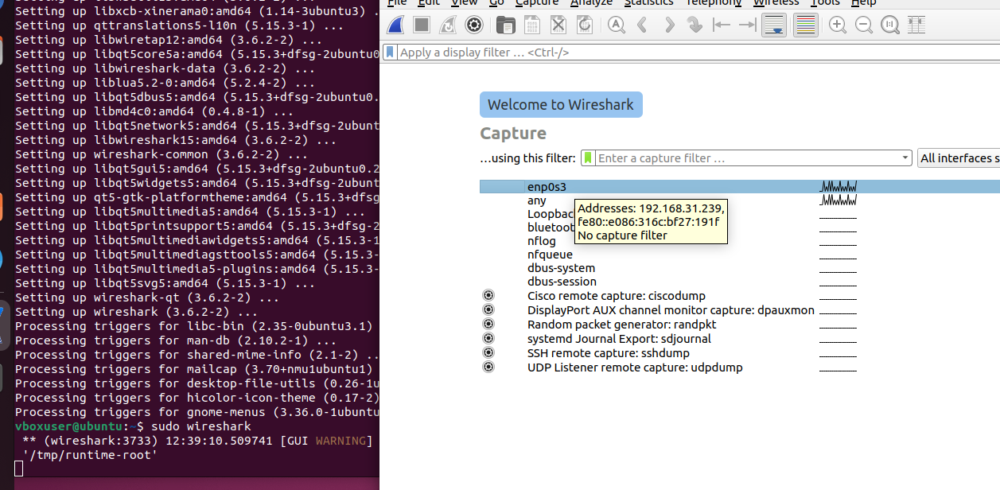 Setting up libxcb-xinerama0:amd64 (1.14-3ubuntu3) .
Setting up qttranslations5-l10n (5.15.3-1) ...
Setting up libwiretap12:amd64 (3.6.2-2) ...
Setting up libqt5core5a:amd64 (5.15.3+dfsg-2ubuntu0
Setting up libwireshark-data (3.6.2-2) ...
Setting up liblua5.2-0:amd64 (5.2.4-2) ...
Setting up libqt5dbus5:amd64 (5.15.3+dfsg-2ubuntu0.
Setting up libmd4c0:amd64 (0.4.8-1) ...
Setting up libqt5network5:amd64 (5.15.3+dfsg-2ubunt
Setting up libwireshark15:amd64 (3.6.2-2) ...
Setting up wireshark-common (3.6.2-2) ...
Setting up libqt5gui5:amd64 (5.15.3+dfsg-2ubuntu0.2
Setting up libqt5widgets5:amd64 (5.15.3+dfsg-2ubunt
Setting up qt5-gtk-platformtheme:amd64 (5.15.3+dfsg
Setting up libqt5multimedia5:amd64 (5.15.3-1) ...
Setting up libqt5printsupport5:amd64 (5.15.3+dfsg-2
Setting up libqt5multimediawidgets5:amd64 (5.15.3-1
Setting up libqt5multimediagsttools5:amd64 (5.15.3-
Setting up libqt5multimedia5-plugins:amd64 (5.15.3-
Setting up libqt5svg5:amd64 (5.15.3-1) ...
Setting up wireshark-qt (3.6.2-2) ...
Setting up wireshark (3.6.2-2) ...
Processing triggers for libc-bin (2.35-0ubuntu3.1)
Processing triggers for man-db (2.10.2-1) ...
Processing triggers for shared-mime-info (2.1-2) ..
Processing triggers for mailcap (3.70+nmu1ubuntu1)
Processing triggers for desktop-file-utils (0.26-1u
Processing triggers for hicolor-icon-theme (0.17-2)
Processing triggers for gnome-menus (3.36.0-1ubuntu
vboxuser@ubuntu:~$ sudo wireshark
** (wireshark:3733) 12:39:10.509741 [GUI WARNING]
'/tmp/runtime-root'
File Edit View Go Capture Analyze Statistics Telephony Wireless Tools Help
Apply a display filter … <Ctrl-/>
Welcome to Wireshark
Capture
…using this filter: Enter a capture filter … All interfaces s
enp0s3
any
Addresses: 192.168.31.239,
Loopbac
fe80::e086:316c:bf27:191f
bluetoot
No capture filter
nflog
nfqueue
dbus-system
dbus-session
Cisco remote capture: ciscodump
DisplayPort AUX channel monitor capture: dpauxmon
Random packet generator: randpkt
systemd Journal Export: sdjournal
SSH remote capture: sshdump
UDP Listener remote capture: udpdump